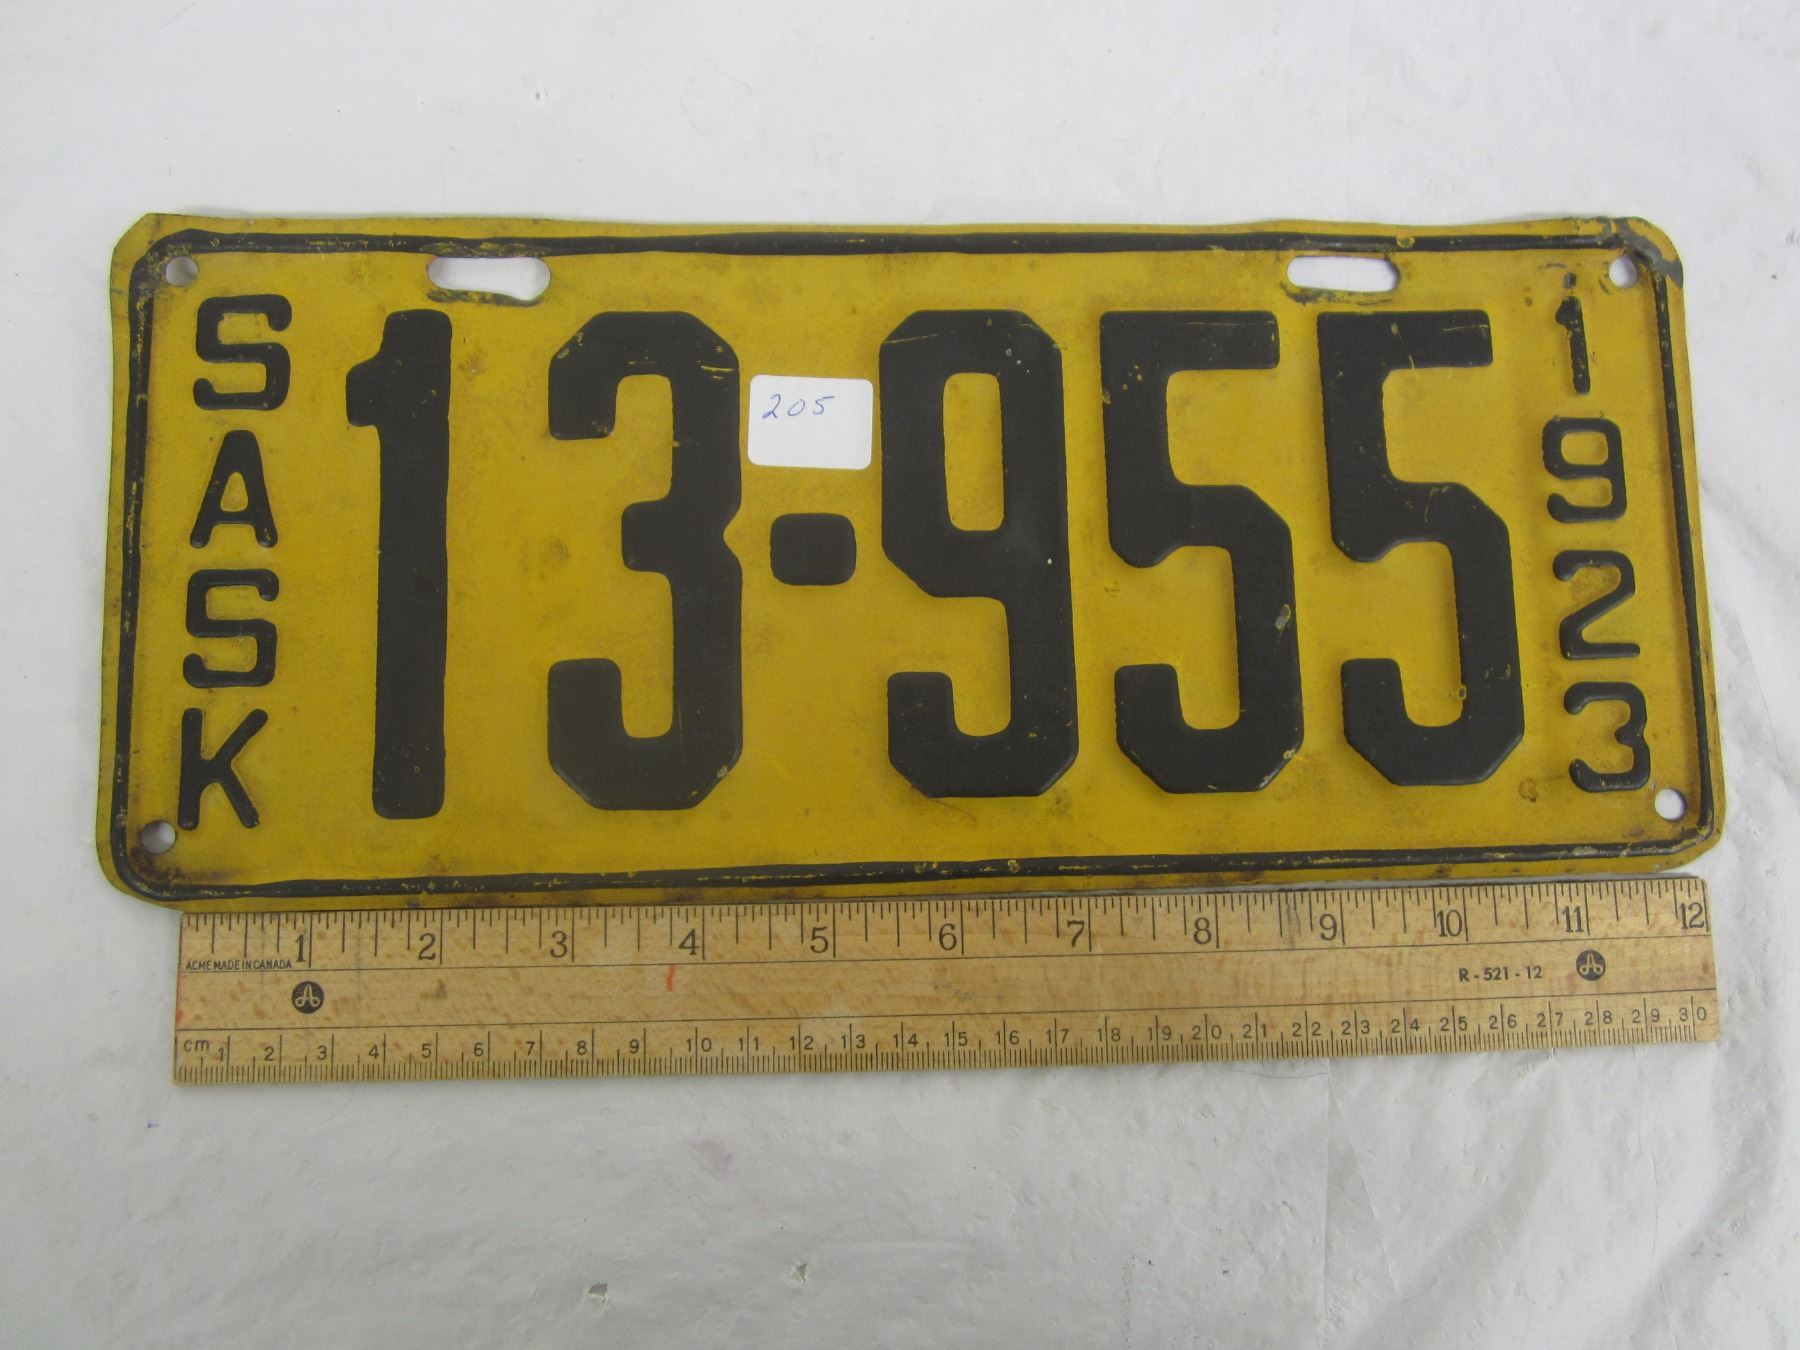 SASK
13-955
1923
205
1 2 3 4 5 6 7 8 9 10 11 12
ACME MADE IN CANADA
R-521-12
cm 1 2 3 4 5 6 7 8 9 10 11 12 13 14 15 16 17 18 19 20 21 22 23 24 25 26 27 28 29 30